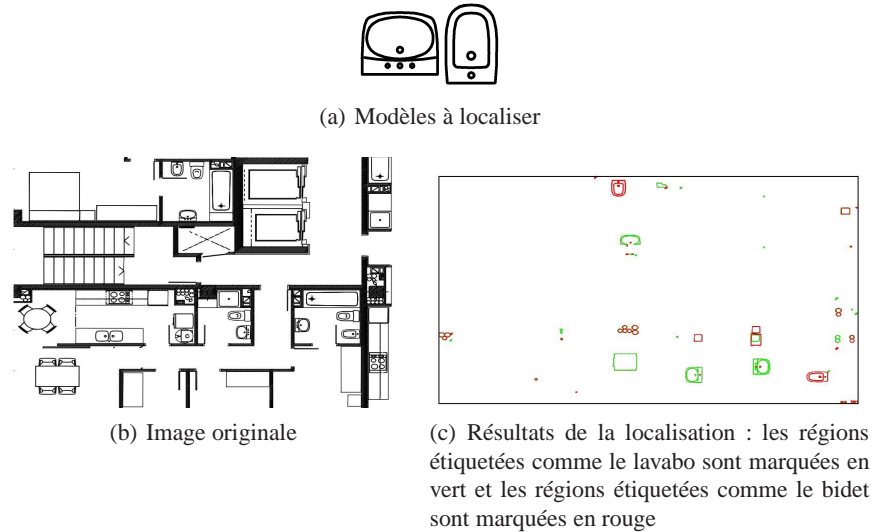 (a) Modèles à localiser
(b) Image originale
(c) Résultats de la localisation : les régions
étiquetées comme le lavabo sont marquées en
vert et les régions étiquetées comme le bidet
sont marquées en rouge